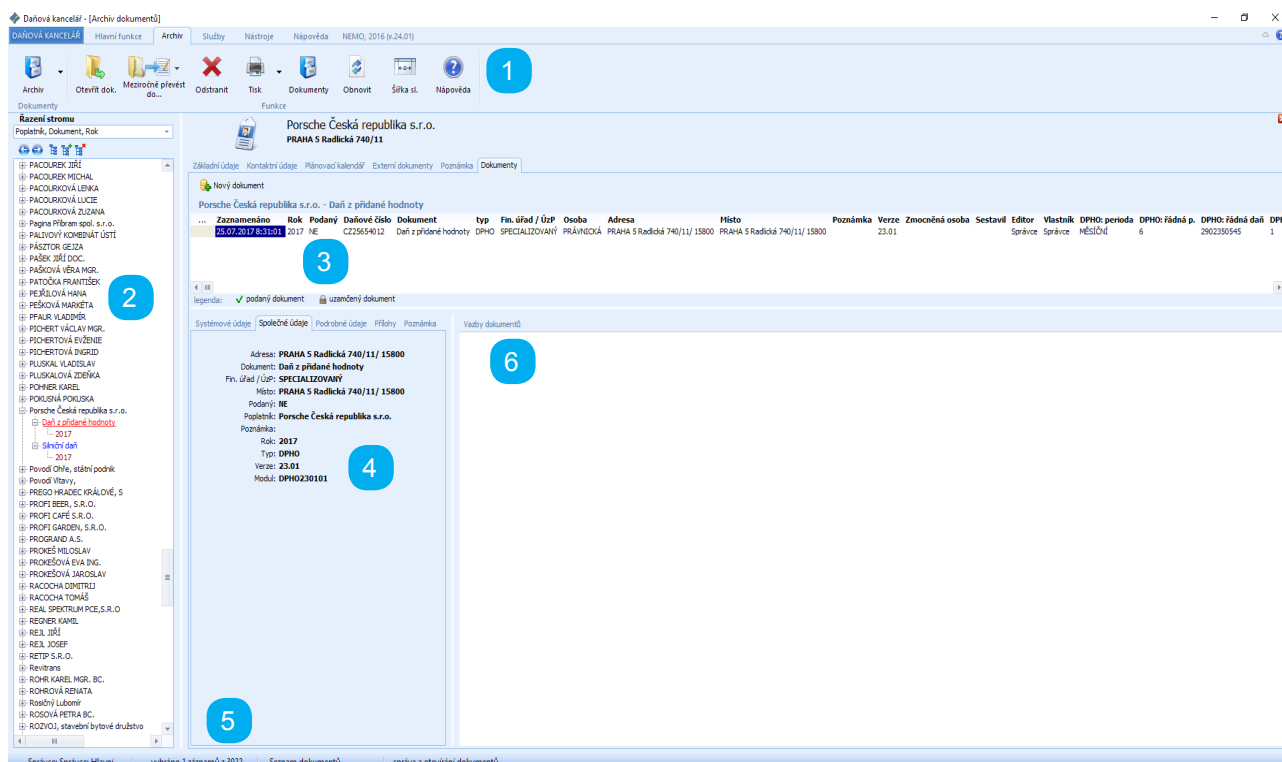 Daňová kancelář - [Archiv dokumentů]
DAŇOVÁ KANCELÁŘ Hlavní funkce Archiv Služby Nástroje Nápověda NEMO, 2016 (v.24.01)
1
Archiv Otevřít dok. Meziročně převést do... Odstranit Tisk Dokumenty Obnovit Šířka sl. Nápověda
Dokumenty Funkce
Řazení stromu
Poplatník, Dokument, Rok
PACOUREK JIŘÍ
PACOUREK MICHAL
PACOURKOVÁ LENKA
PACOURKOVÁ LUCIE
PACOURKOVÁ ZUZANA
Pagina Příbram spol. s.r.o.
PALIVOVÝ KOMBINÁT ÚSTÍ
PÁSZTOR GEJZA
PAŠEK JIŘÍ DOC.
PAŠKOVÁ VĚRA MGR.
PATOČKA FRANTIŠEK
PEJŘILOVÁ HANA
PEŠKOVÁ MARKÉTA
2
PFAUR VLADIMÍR
PICHERT VÁCLAV MGR.
PICHERTOVÁ EVŽENIE
PICHERTOVÁ INGRID
PLUSKAL VLADISLAV
PLUSKALOVÁ ZDEŇKA
POHNER KAREL
POKUSNÁ POKUSKA
Porsche Česká republika s.r.o.
Daň z přidané hodnoty
2017
Silniční daň
2017
Povodí Ohře, státní podnik
Povodí Vltavy,
PREGO HRADEC KRÁLOVÉ, S
PROFI BEER, S.R.O.
PROFI CAFÉ S.R.O.
PROFI GARDEN, S.R.O.
PROGRAND A.S.
PROKEŠ MILOSLAV
PROKEŠOVÁ EVA ING.
PROKEŠOVÁ JAROSLAV
RACOCHA DIMITRIJ
RACOCHA TOMÁŠ
REAL SPEKTRUM PCE,S.R.O
REGNER KAMIL
REJL JIŘÍ
REJL JOSEF
RETIP S.R.O.
Revitrans
ROHR KAREL MGR. BC.
ROHROVÁ RENATA
Rosičný Lubomír
ROSOVÁ PETRA BC.
ROZVOJ, stavební bytové družstvo
Porsche Česká republika s.r.o.
PRAHA 5 Radlická 740/11
Základní údaje Kontaktní údaje Plánovací kalendář Externí dokumenty Poznámka Dokumenty
Nový dokument
Porsche Česká republika s.r.o. - Daň z přidané hodnoty
... Zaznamenáno Rok Podaný Daňové číslo Dokument typ Fin. úřad / ÚzP Osoba Adresa Místo Poznámka Verze Zmocněná osoba Sestavil Editor Vlastník DPHO: perioda DPHO: řádná p. DPHO: řádná daň DPH
25.07.2017 8:31:01 2017 NE CZ25654012 Daň z přidané hodnoty DPHO SPECIALIZOVANÝ PRÁVNICKÁ PRAHA 5 Radlická 740/11/ 15800 PRAHA 5 Radlická 740/11/ 15800 23.01 Správce Správce MĚSÍČNÍ 6 2902350545 1
3
legenda: podaný dokument uzamčený dokument
Systémové údaje Společné údaje Podrobné údaje Přílohy Poznámka
Adresa: PRAHA 5 Radlická 740/11/ 15800
Dokument: Daň z přidané hodnoty
Fin. úřad / ÚzP: SPECIALIZOVANÝ
Místo: PRAHA 5 Radlická 740/11/ 15800
Podaný: NE
Poplatník: Porsche Česká republika s.r.o.
Poznámka:
Rok: 2017
Typ: DPHO
Verze: 23.01
Modul: DPHO230101
4
5
Vazby dokumentů
6
Správce: Správce: Hlavní vybráno 1 záznamů z 3922 Seznam dokumentů správa a otevírání dokumentů